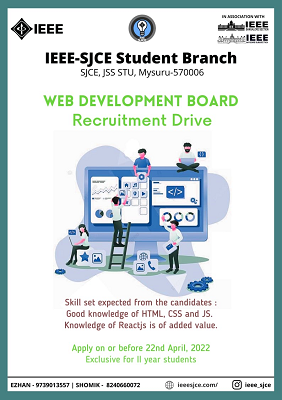 IEEE
IN ASSOCIATION WITH
IEEE
IEEE
IEEE-SJCE Student Branch
SJCE, JSS STU, Mysuru-570006
WEB DEVELOPMENT BOARD
Recruitment Drive
Skill set expected from the candidates :
Good knowledge of HTML, CSS and JS.
Knowledge of Reactjs is of added value.
Apply on or before 22nd April, 2022
Exclusive for II year students
EZHAN - 9739013557 | SHOMIK - 8240660072
ieeesjce.com/
ieee_sjce